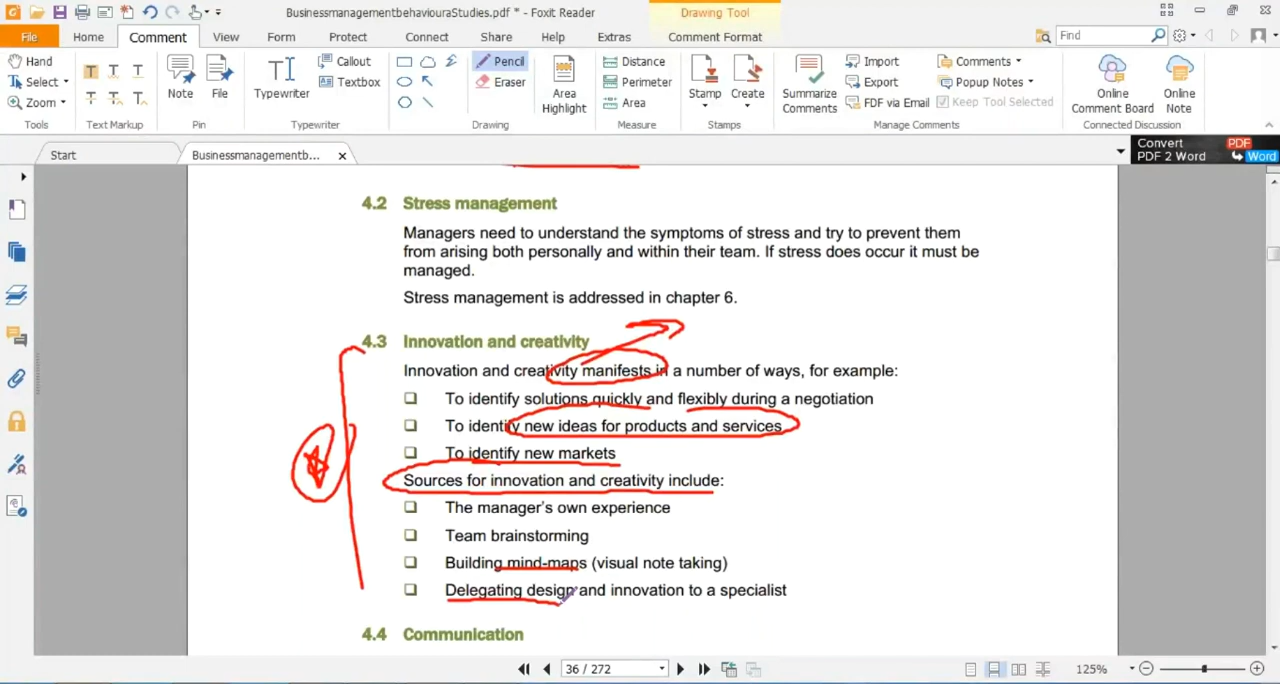 BusinessmanagementbehaviouraStudies.pdf * - Foxit Reader
Drawing Tool
File Home Comment View Form Protect Connect Share Help Extras Comment Format Find
Hand
Select
Zoom
Tools
T T T
T T T
Text Markup
Note File
Pin
Typewriter
Callout
Textbox
Typewriter
Pencil
Eraser
Drawing
Area Highlight
Distance
Perimeter
Area
Measure
Stamp Create
Stamps
Summarize Comments
Import
Export
FDF via Email
Comments
Popup Notes
Keep Tool Selected
Manage Comments
Online Comment Board
Online Note
Connected Discussion
Start Businessmanagementb... x
Convert PDF
PDF 2 Word Word
4.2 Stress management
Managers need to understand the symptoms of stress and try to prevent them
from arising both personally and within their team. If stress does occur it must be
managed.
Stress management is addressed in chapter 6.
4.3 Innovation and creativity
Innovation and creativity manifests in a number of ways, for example:
To identify solutions quickly and flexibly during a negotiation
To identify new ideas for products and services
To identify new markets
Sources for innovation and creativity include:
The manager's own experience
Team brainstorming
Building mind-maps (visual note taking)
Delegating design and innovation to a specialist
4.4 Communication
36 / 272
125%